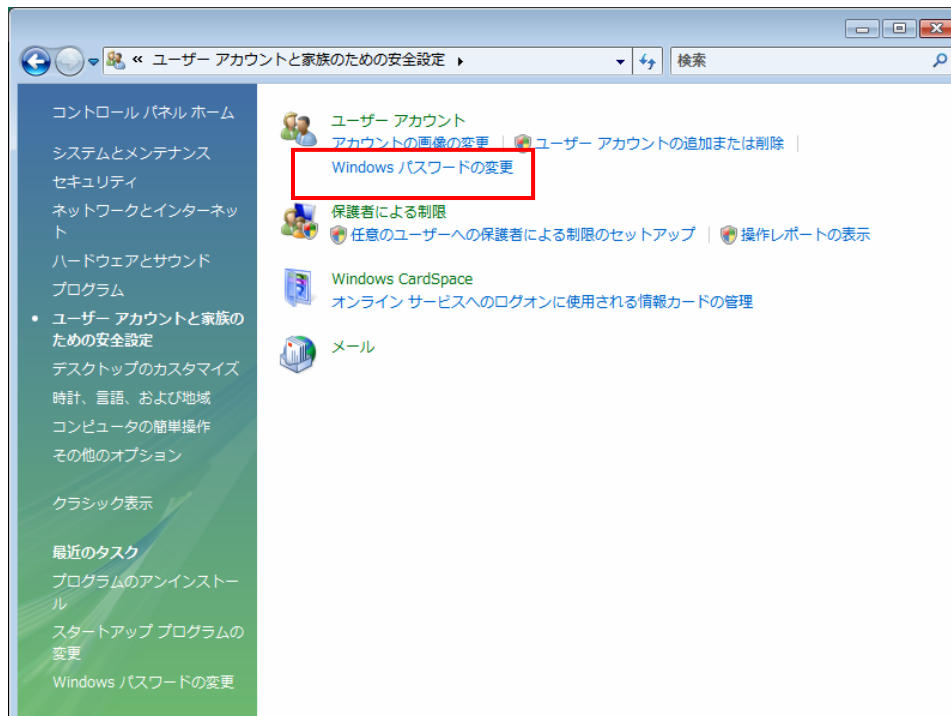 « ユーザー アカウントと家族のための安全設定
検索
コントロール パネル ホーム
システムとメンテナンス
セキュリティ
ネットワークとインターネッ
ト
ハードウェアとサウンド
プログラム
• ユーザー アカウントと家族の
ための安全設定
デスクトップのカスタマイズ
時計、言語、および地域
コンピュータの簡単操作
その他のオプション
クラシック表示
最近のタスク
プログラムのアンインストー
ル
スタートアップ プログラムの
変更
Windows パスワードの変更
ユーザー アカウント
アカウントの画像の変更 ユーザー アカウントの追加または削除
Windows パスワードの変更
保護者による制限
任意のユーザーへの保護者による制限のセットアップ 操作レポートの表示
Windows CardSpace
オンライン サービスへのログオンに使用される情報カードの管理
メール